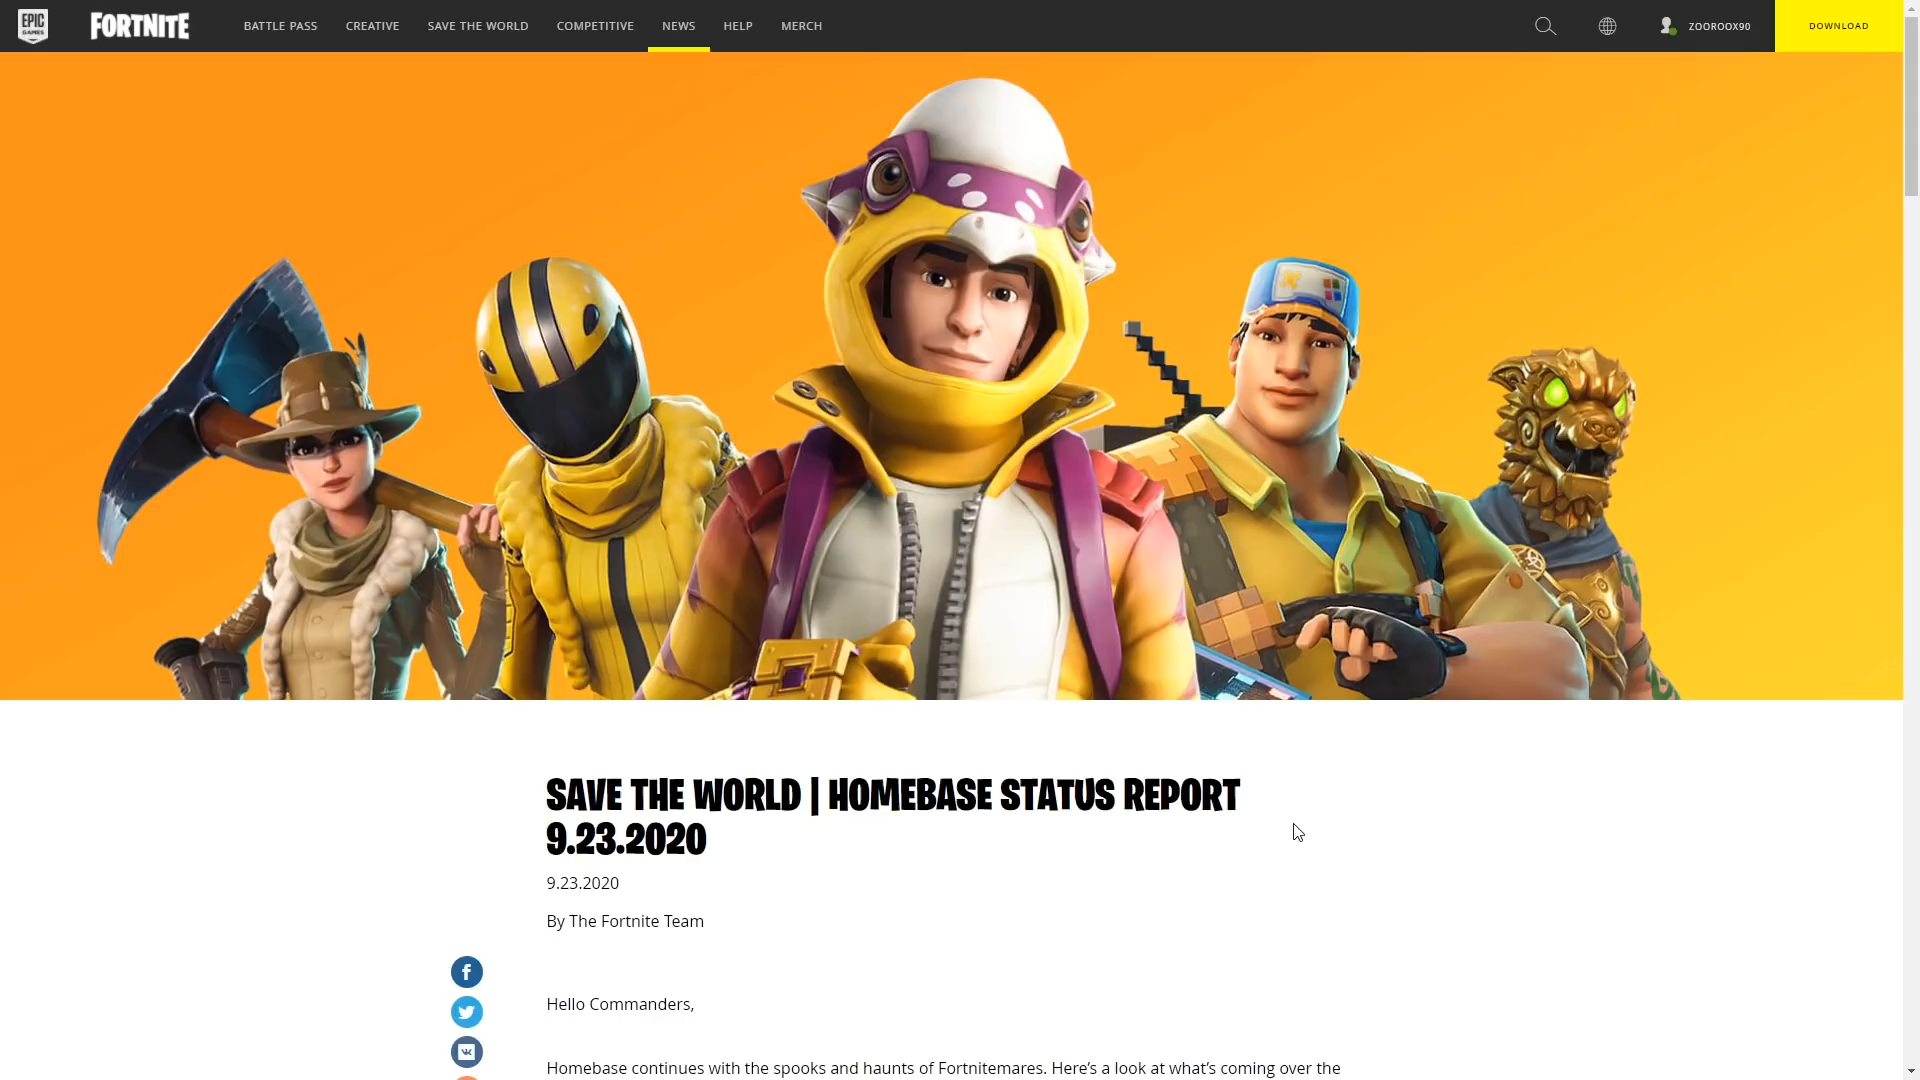 EPIC GAMES
FORTNITE
BATTLE PASS
CREATIVE
SAVE THE WORLD
COMPETITIVE
NEWS
HELP
MERCH
ZOOROOX90
DOWNLOAD
SAVE THE WORLD | HOMEBASE STATUS REPORT
9.23.2020
9.23.2020
By The Fortnite Team
Hello Commanders,
Homebase continues with the spooks and haunts of Fortnitemares. Here’s a look at what’s coming over the